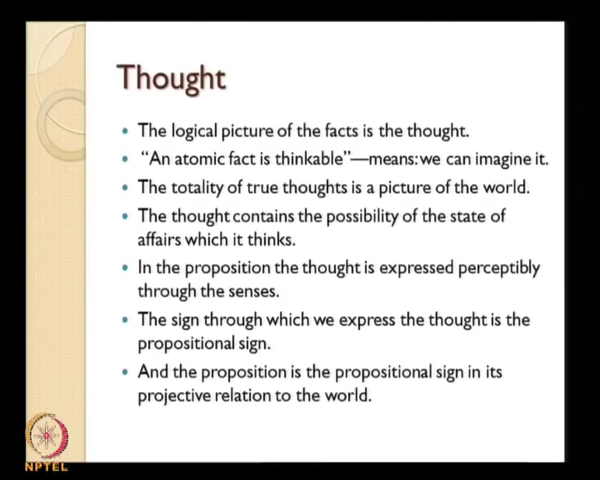 Thought
• The logical picture of the facts is the thought.
• “An atomic fact is thinkable”—means: we can imagine it.
• The totality of true thoughts is a picture of the world.
• The thought contains the possibility of the state of
affairs which it thinks.
• In the proposition the thought is expressed perceptibly
through the senses.
• The sign through which we express the thought is the
propositional sign.
• And the proposition is the propositional sign in its
projective relation to the world.
NPTEL